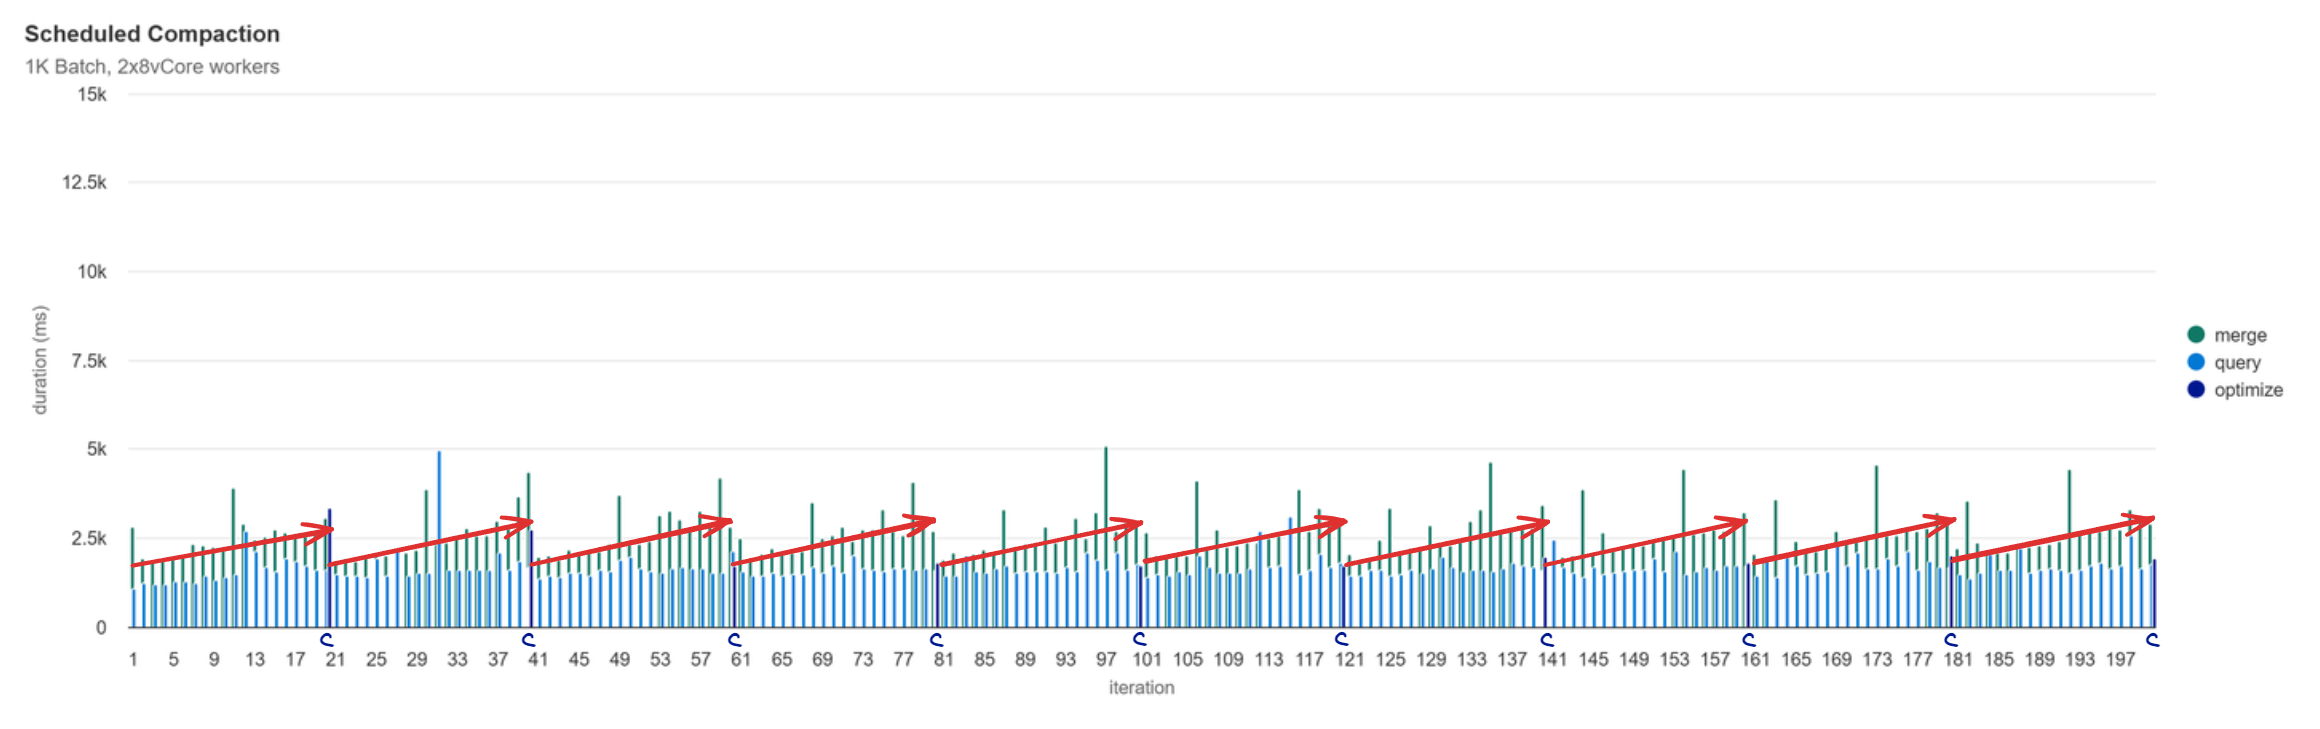 Scheduled Compaction
1K Batch, 2x8vCore workers
15k
12.5k
10k
7.5k
5k
2.5k
0
duration (ms)
merge
query
optimize
C C C C C C C C C C
1 5 9 13 17 21 25 29 33 37 41 45 49 53 57 61 65 69 73 77 81 85 89 93 97 101 105 109 113 117 121 125 129 133 137 141 145 149 153 157 161 165 169 173 177 181 185 189 193 197
iteration